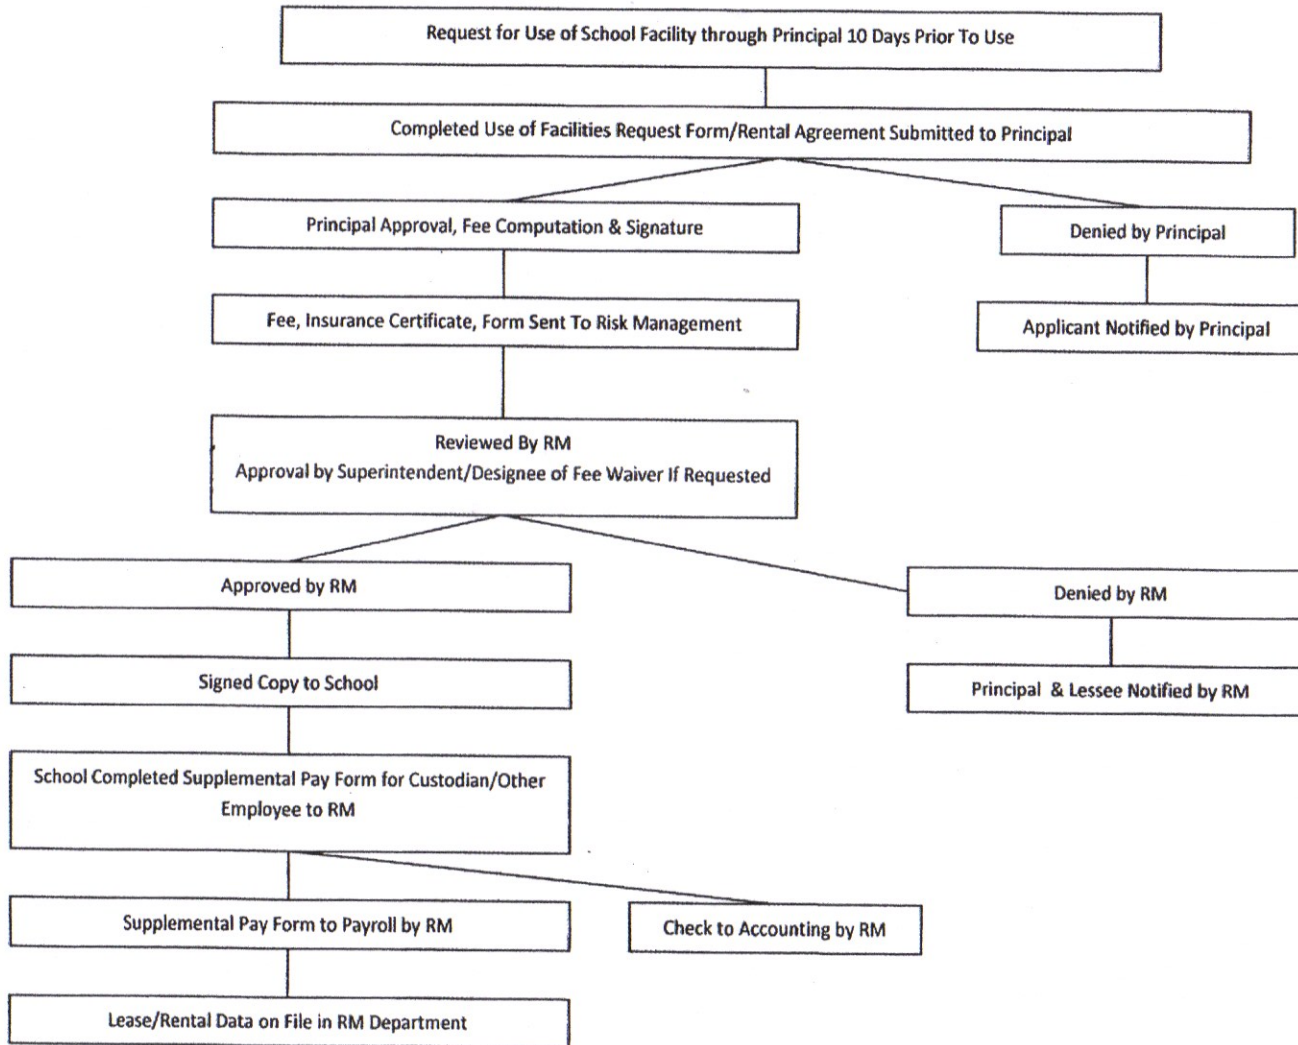 Request for Use of School Facility through Principal 10 Days Prior To Use
Completed Use of Facilities Request Form/Rental Agreement Submitted to Principal
Principal Approval, Fee Computation & Signature
Denied by Principal
Fee, Insurance Certificate, Form Sent To Risk Management
Applicant Notified by Principal
Reviewed By RM
Approval by Superintendent/Designee of Fee Waiver If Requested
Approved by RM
Denied by RM
Signed Copy to School
Principal & Lessee Notified by RM
School Completed Supplemental Pay Form for Custodian/Other
Employee to RM
Supplemental Pay Form to Payroll by RM
Check to Accounting by RM
Lease/Rental Data on File in RM Department